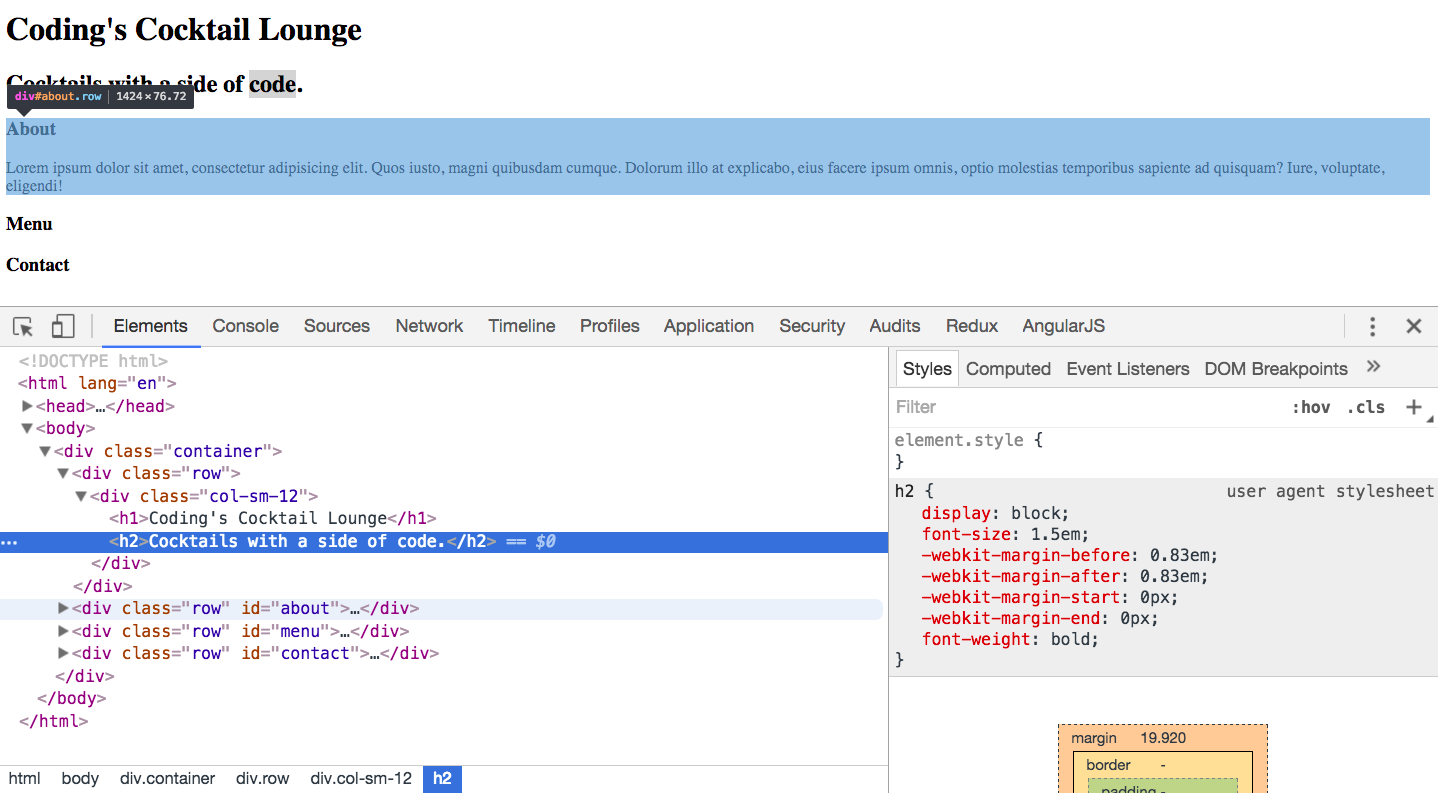 Coding's Cocktail Lounge
Cocktails with a side of code.
div#about.row 1424×76.72
About
Lorem ipsum dolor sit amet, consectetur adipisicing elit. Quos iusto, magni quibusdam cumque. Dolorum illo at explicabo, eius facere ipsum omnis, optio molestias temporibus sapiente ad quisquam? Iure, voluptate,
eligendi!
Menu
Contact
Elements Console Sources Network Timeline Profiles Application Security Audits Redux AngularJS
<!DOCTYPE html>
<html lang="en">
<head>…</head>
<body>
<div class="container">
<div class="row">
<div class="col-sm-12">
<h1>Coding's Cocktail Lounge</h1>
<h2>Cocktails with a side of code.</h2> == $0
</div>
</div>
<div class="row" id="about">…</div>
<div class="row" id="menu">…</div>
<div class="row" id="contact">…</div>
</div>
</body>
</html>
html body div.container div.row div.col-sm-12 h2
Styles Computed Event Listeners DOM Breakpoints »
Filter :hov .cls +
element.style {
}
h2 { user agent stylesheet
display: block;
font-size: 1.5em;
-webkit-margin-before: 0.83em;
-webkit-margin-after: 0.83em;
-webkit-margin-start: 0px;
-webkit-margin-end: 0px;
font-weight: bold;
}
margin 19.920
border -
padding -